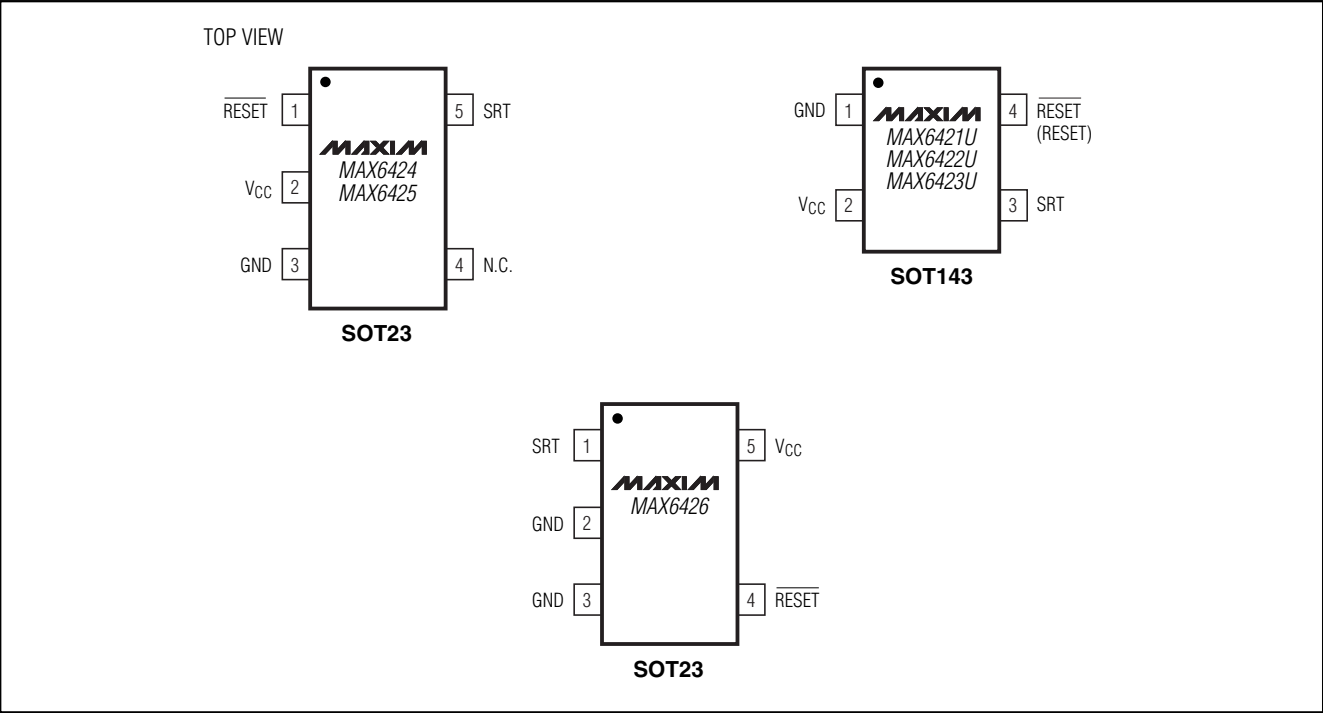 TOP VIEW
RESET 1
5 SRT
MAXIM
MAX6424
MAX6425
VCC 2
GND 3
4 N.C.
SOT23
GND 1
4 RESET
(RESET)
MAXIM
MAX6421U
MAX6422U
MAX6423U
VCC 2
3 SRT
SOT143
SRT 1
5 VCC
MAXIM
MAX6426
GND 2
GND 3
4 RESET
SOT23